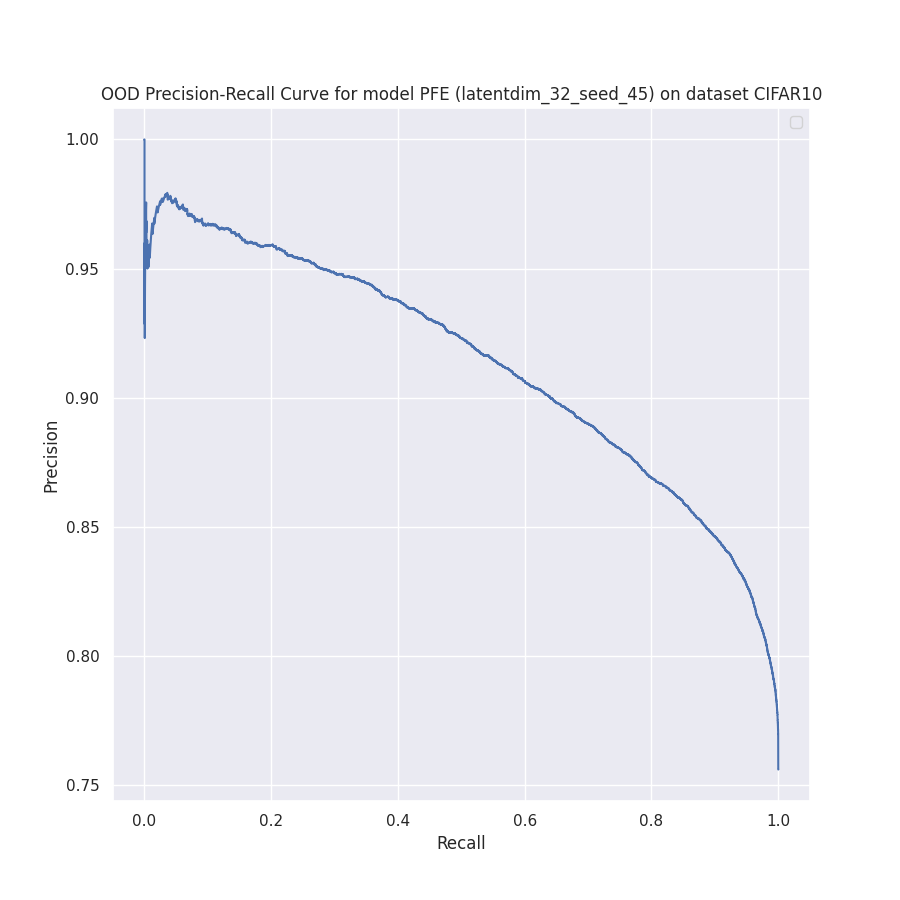 OOD Precision-Recall Curve for model PFE (latentdim_32_seed_45) on dataset CIFAR10
1.00
0.95
0.90
0.85
0.80
0.75
Precision
0.0 0.2 0.4 0.6 0.8 1.0
Recall